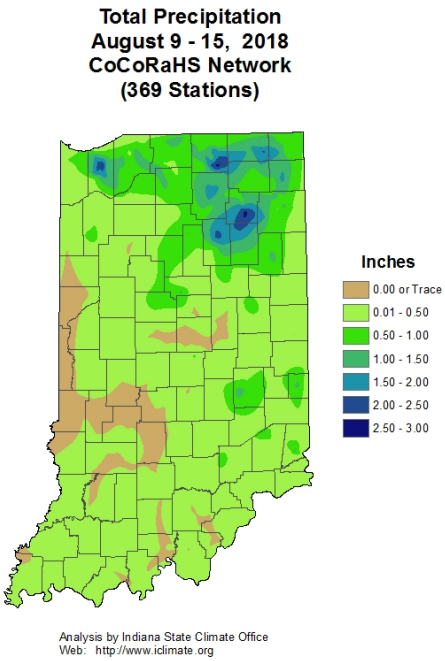 Total Precipitation
August 9 - 15, 2018
CoCoRaHS Network
(369 Stations)
Inches
0.00 or Trace
0.01 - 0.50
0.50 - 1.00
1.00 - 1.50
1.50 - 2.00
2.00 - 2.50
2.50 - 3.00
Analysis by Indiana State Climate Office
Web: http://www.iclimate.org